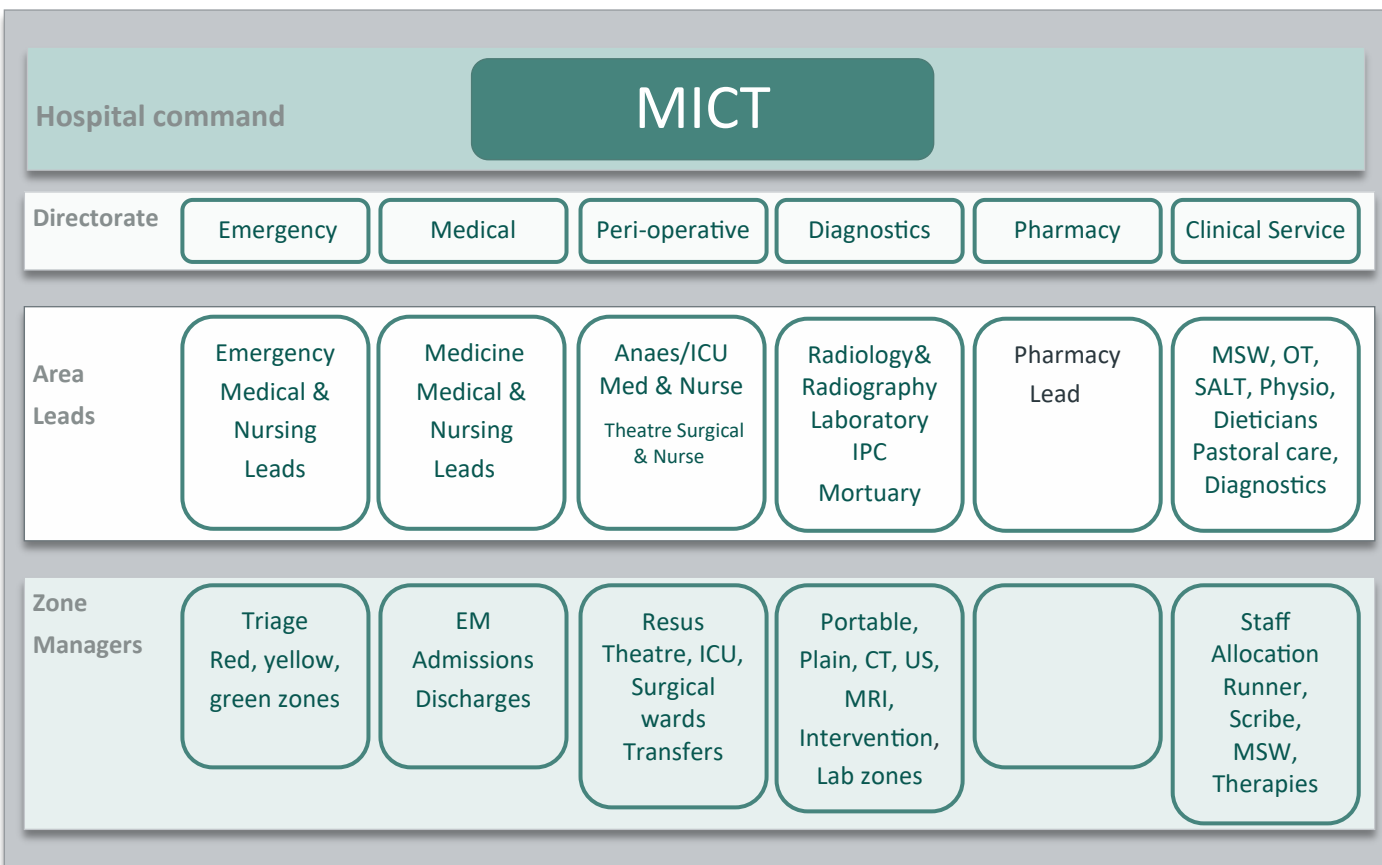 Hospital command
MICT
Directorate
Emergency
Medical
Peri-operative
Diagnostics
Pharmacy
Clinical Service
Area
Leads
Emergency
Medical &
Nursing
Leads
Medicine
Medical &
Nursing
Leads
Anaes/ICU
Med & Nurse
Theatre Surgical
& Nurse
Radiology&
Radiography
Laboratory
IPC
Mortuary
Pharmacy
Lead
MSW, OT,
SALT, Physio,
Dieticians
Pastoral care,
Diagnostics
Zone
Managers
Triage
Red, yellow,
green zones
EM
Admissions
Discharges
Resus
Theatre, ICU,
Surgical
wards
Transfers
Portable,
Plain, CT, US,
MRI,
Intervention,
Lab zones
Staff
Allocation
Runner,
Scribe,
MSW,
Therapies